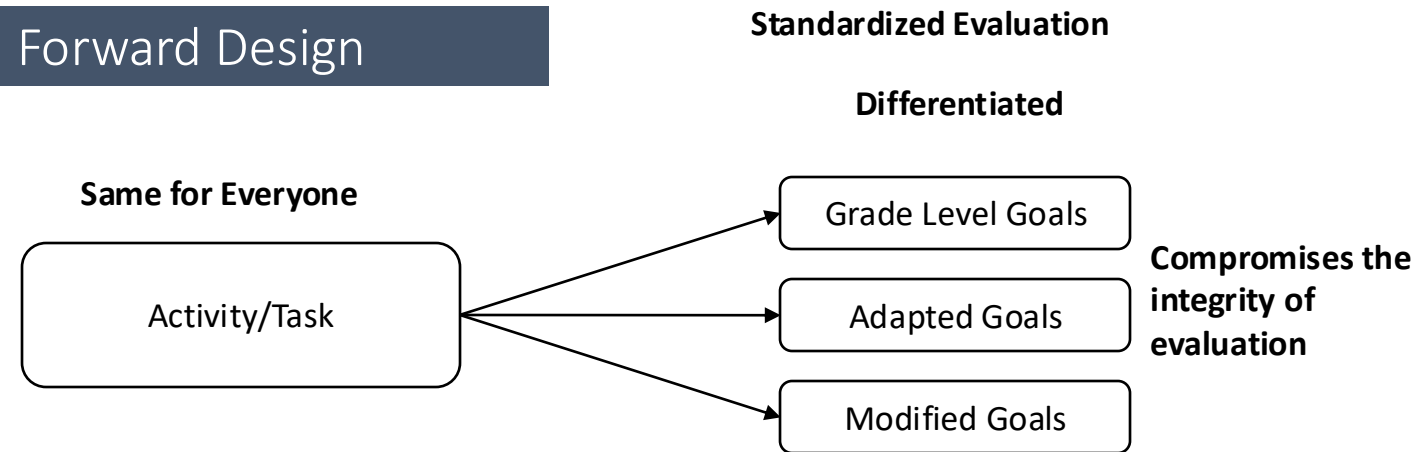 Forward Design
Standardized Evaluation
Differentiated
Same for Everyone
Activity/Task
Grade Level Goals
Adapted Goals
Modified Goals
Compromises the
integrity of
evaluation